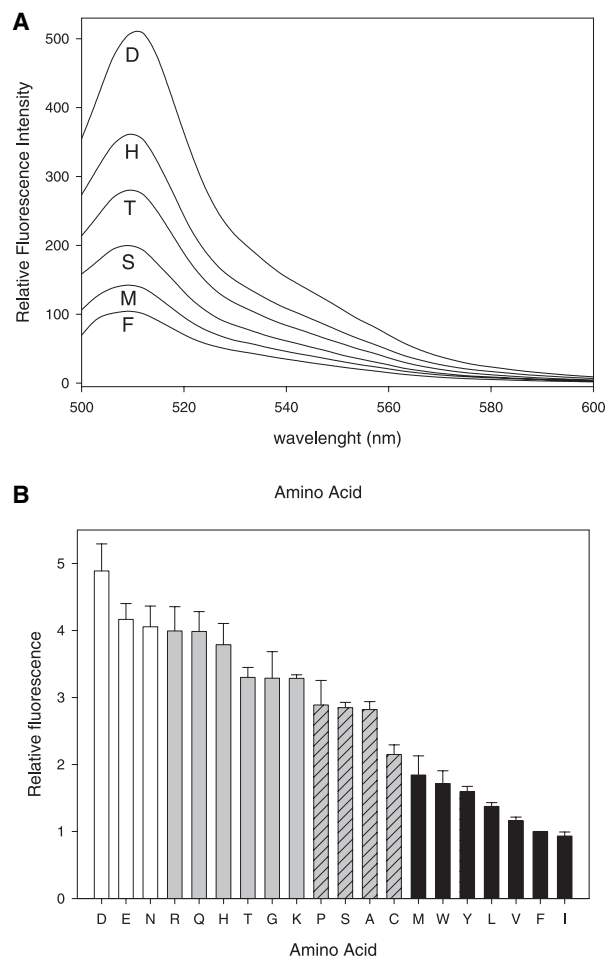 A
500
400
300
200
100
0
Relative Fluorescence Intensity
D
H
T
S
M
F
500 520 540 560 580 600
wavelenght (nm)
B
Amino Acid
5
4
3
2
1
0
Relative fluorescence
D E N R Q H T G K P S A C M W Y L V F I
Amino Acid